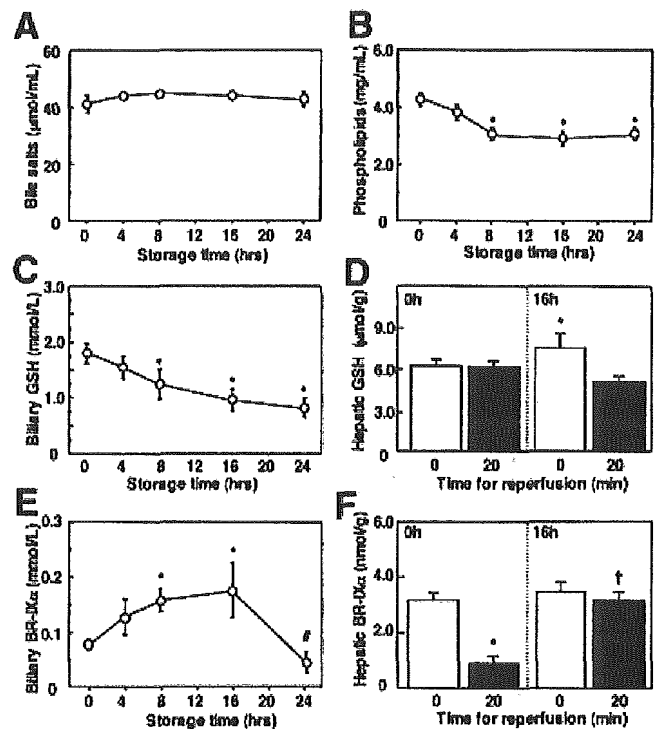 A
Bile salts (μmol/mL)
60
40
20
0
0 4 8 12 16 20 24
Storage time (hrs)
B
Phospholipids (mg/mL)
6.0
4.0
2.0
0
* * *
0 4 8 12 16 20 24
Storage time (hrs)
C
Biliary GSH (mmol/L)
3.0
2.0
1.0
0
* * *
0 4 8 12 16 20 24
Storage time (hrs)
D
Hepatic GSH (μmol/g)
9.0
6.0
3.0
0h 16h
*
0 20 0 20
Time for reperfusion (min)
E
Biliary BR-IXα (mmol/L)
0.3
0.2
0.1
0
* * #
0 4 8 12 16 20 24
Storage time (hrs)
F
Hepatic BR-IXα (nmol/g)
6.0
4.0
2.0
0
0h 16h
* †
0 20 0 20
Time for reperfusion (min)